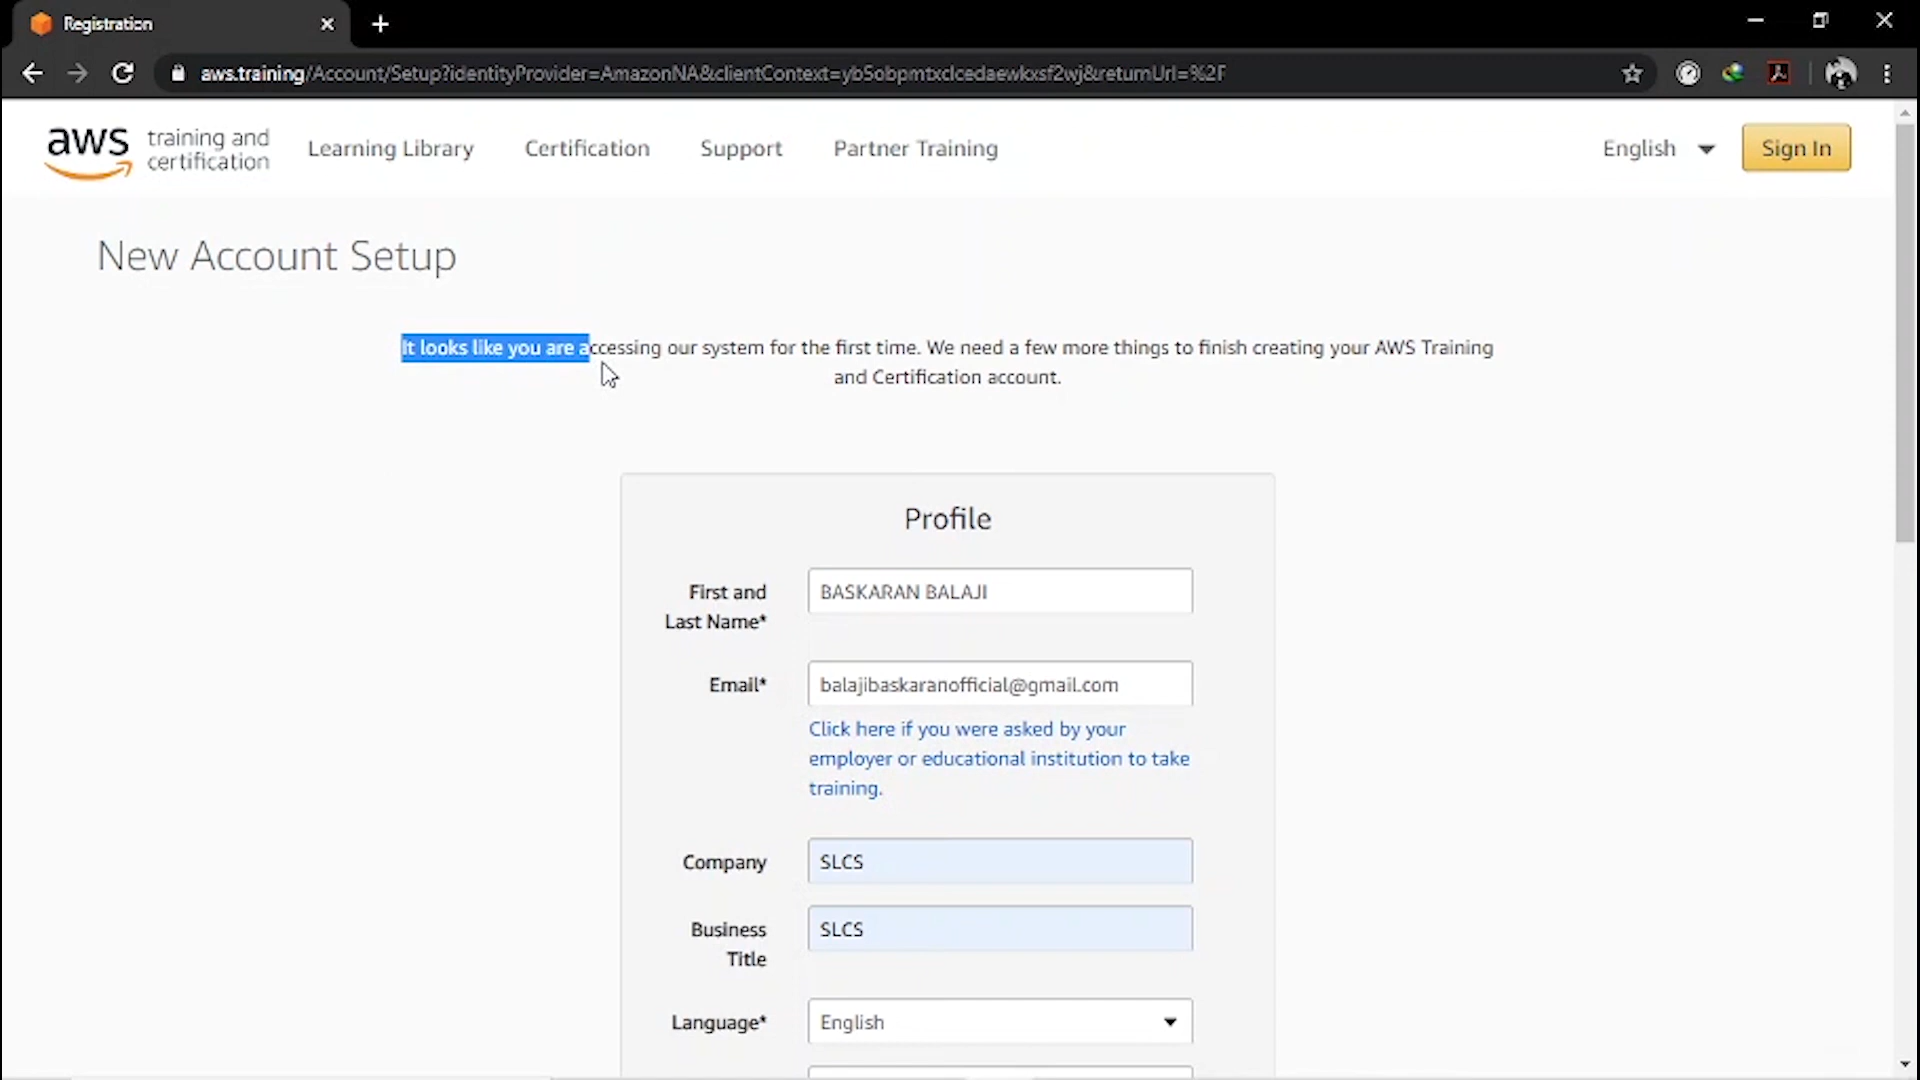 Registration
aws.training/Account/Setup?identityProvider=AmazonNA&clientContext=yb5obpmtxclcedaewkxsf2wj&returnUrl=%2F
aws training and certification
Learning Library
Certification
Support
Partner Training
English
Sign In
New Account Setup
It looks like you are accessing our system for the first time. We need a few more things to finish creating your AWS Training
and Certification account.
Profile
First and
Last Name*
BASKARAN BALAJI
Email*
balajibaskaranofficial@gmail.com
Click here if you were asked by your
employer or educational institution to take
training.
Company
SLCS
Business
Title
SLCS
Language*
English